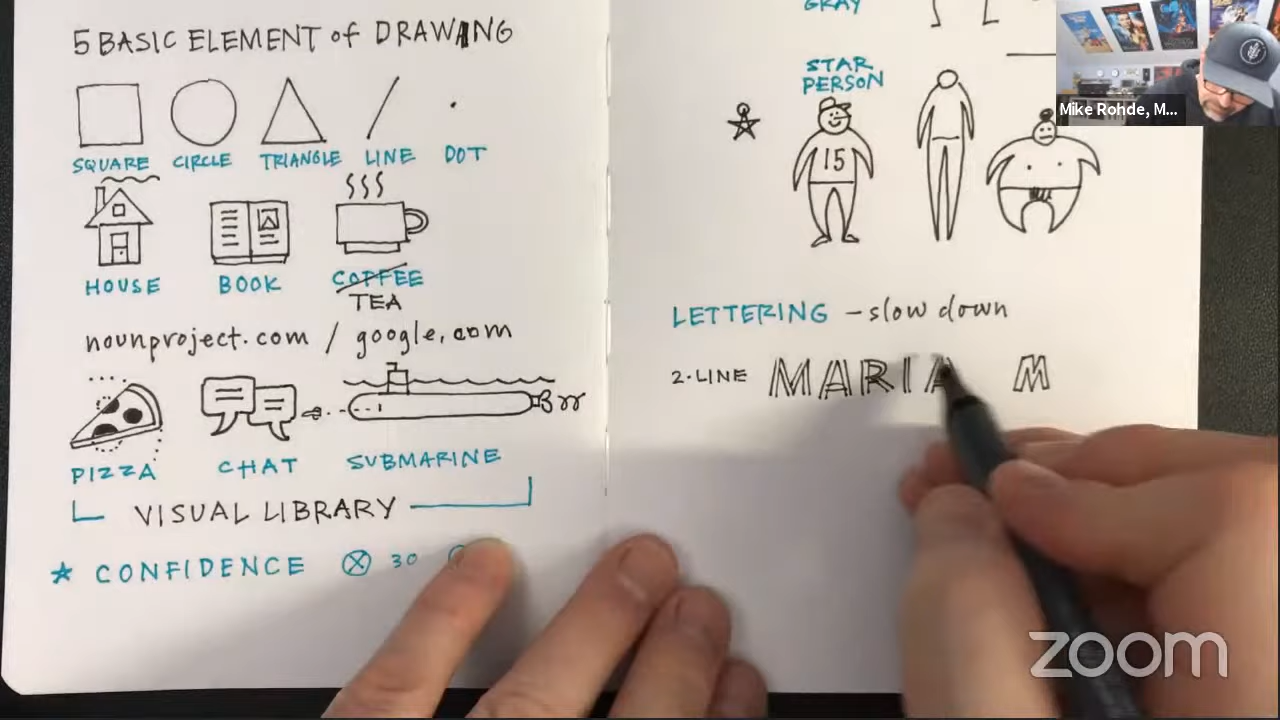 5 BASIC ELEMENT of DRAWING
SQUARE CIRCLE TRIANGLE LINE DOT
HOUSE BOOK COFFEE
TEA
nounproject.com / google.com
PIZZA CHAT SUBMARINE
VISUAL LIBRARY
★ CONFIDENCE 30
GRAY
STAR
PERSON
15
LETTERING – slow down
2·LINE MARIA M
Mike Rohde, M...
zoom